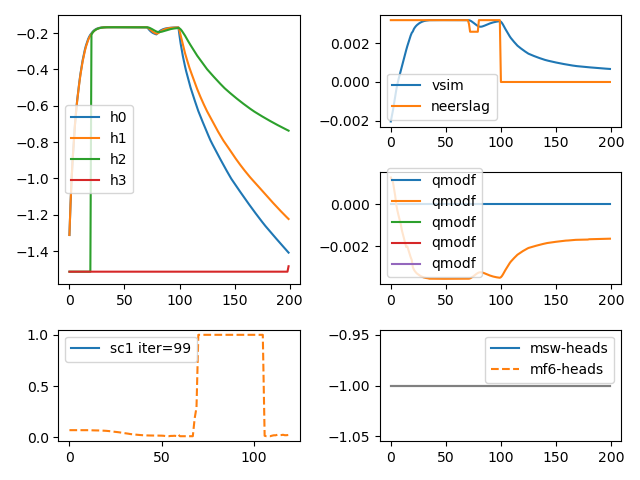 −0.2
−0.4
−0.6
−0.8
−1.0
−1.2
−1.4
h0
h1
h2
h3
0 50 100 150 200
0.002
0.000
−0.002
vsim
neerslag
0 50 100 150 200
0.000
−0.002
qmodf
qmodf
qmodf
qmodf
qmodf
0 50 100 150 200
1.0
0.5
0.0
sc1 iter=99
0 50 100
−0.95
−1.00
−1.05
msw-heads
mf6-heads
0 50 100 150 200